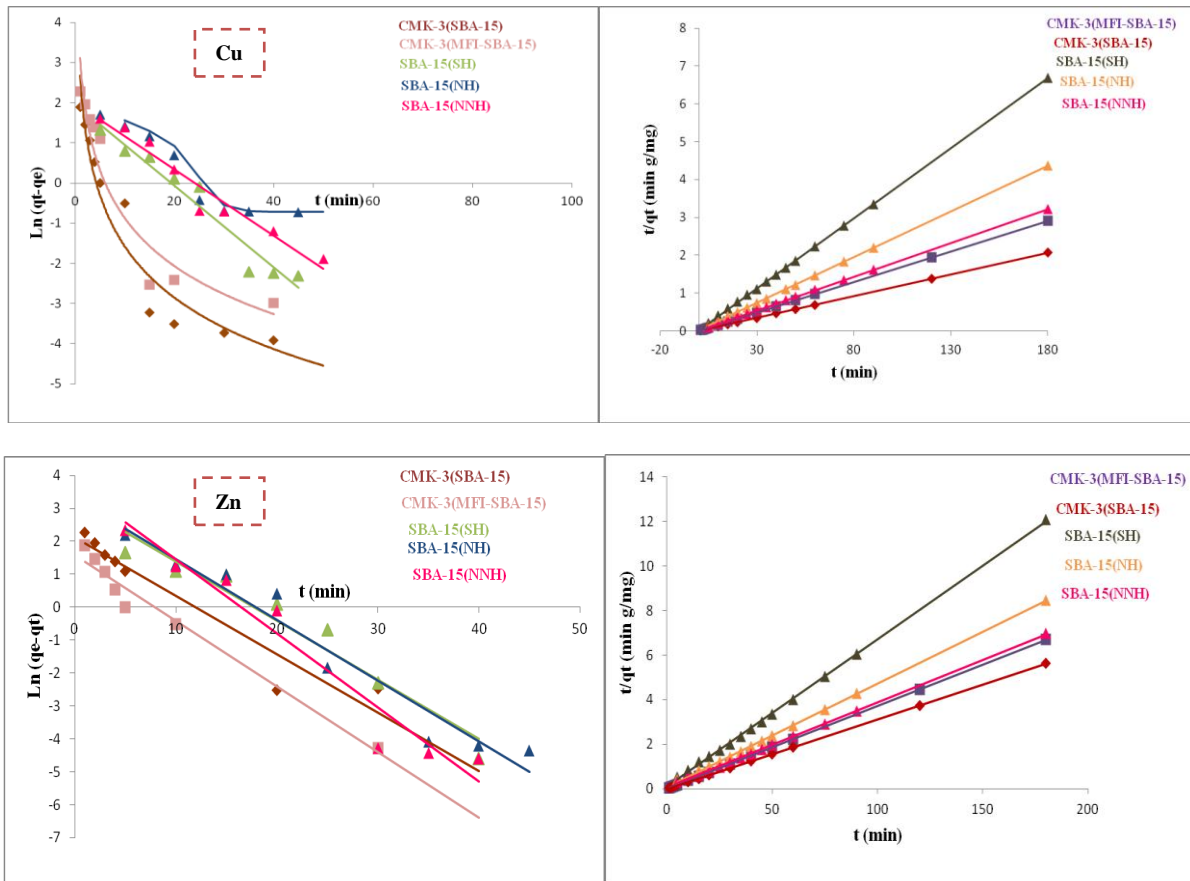 Cu
CMK-3(SBA-15)
CMK-3(MFI-SBA-15)
SBA-15(SH)
SBA-15(NH)
SBA-15(NNH)
4
3
2
1
0
-1
-2
-3
-4
-5
0
20
40
60
80
100
t (min)
Ln (qt-qe)
CMK-3(MFI-SBA-15)
CMK-3(SBA-15)
SBA-15(SH)
SBA-15(NH)
SBA-15(NNH)
8
7
6
5
4
3
2
1
0
-20
30
80
130
180
t (min)
t/qt (min g/mg)
Zn
CMK-3(SBA-15)
CMK-3(MFI-SBA-15)
SBA-15(SH)
SBA-15(NH)
SBA-15(NNH)
4
3
2
1
0
-1
-2
-3
-4
-5
-6
-7
0
10
20
30
40
50
t (min)
Ln (qe-qt)
CMK-3(MFI-SBA-15)
CMK-3(SBA-15)
SBA-15(SH)
SBA-15(NH)
SBA-15(NNH)
14
12
10
8
6
4
2
0
0
50
100
150
200
t (min)
t/qt (min g/mg)